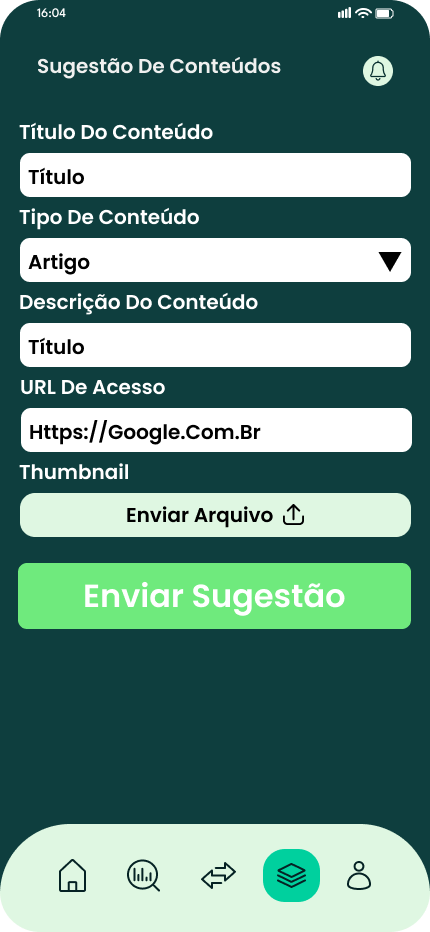 16:04
Sugestão De Conteúdos
Título Do Conteúdo
Título
Tipo De Conteúdo
Artigo
Descrição Do Conteúdo
Título
URL De Acesso
Https://Google.Com.Br
Thumbnail
Enviar Arquivo
Enviar Sugestão